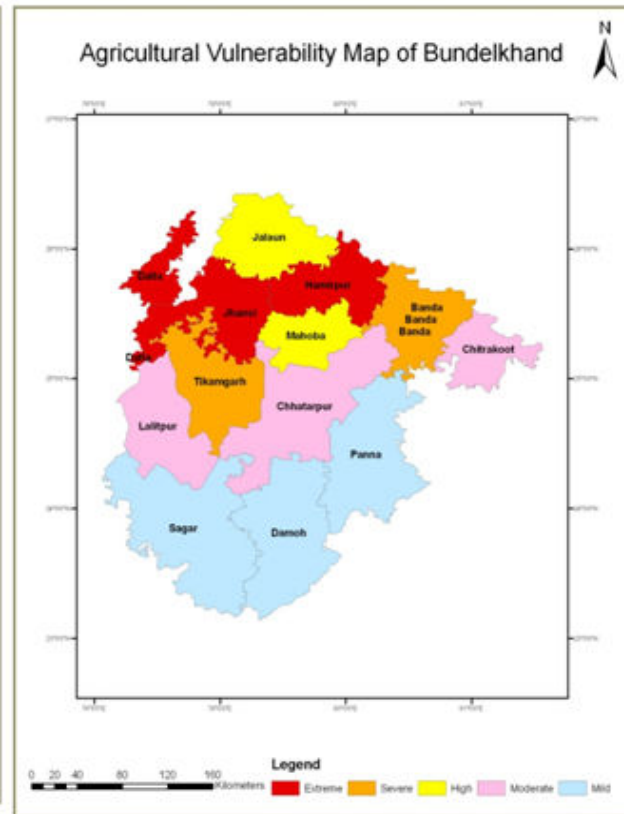 Agricultural Vulnerability Map of Bundelkhand
N
Jalaun
Datia
Hamirpur
Jhansi
Banda
Banda
Banda
Mahoba
Chitrakoot
Datia
Tikamgarh
Chhatarpur
Lalitpur
Panna
Sagar
Damoh
Legend
0 20 40 80 120 160
Kilometers
Extreme Severe High Moderate Mild